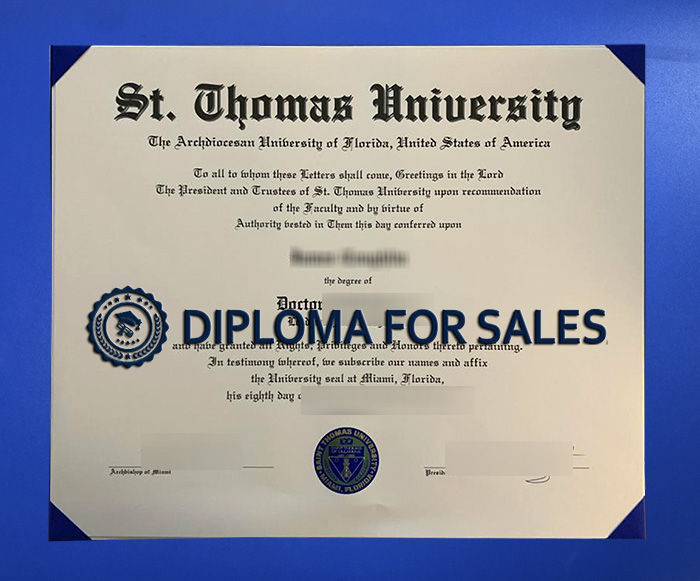 St. Thomas University
The Archdiocesan University of Florida, United States of America
To all to whom these Letters shall come, Greetings in the Lord
The President and Trustees of St. Thomas University upon recommendation
of the Faculty and by virtue of
Authority vested in Them this day conferred upon
the degree of
Doctor
DIPLOMA FOR SALES
and have granted all Rights, Privileges and Honors thereto pertaining.
In testimony whereof, we subscribe our names and affix
the University seal at Miami, Florida,
his eighth day
SAINT THOMAS UNIVERSITY
MIAMI, FLORIDA
Archbishop of Miami